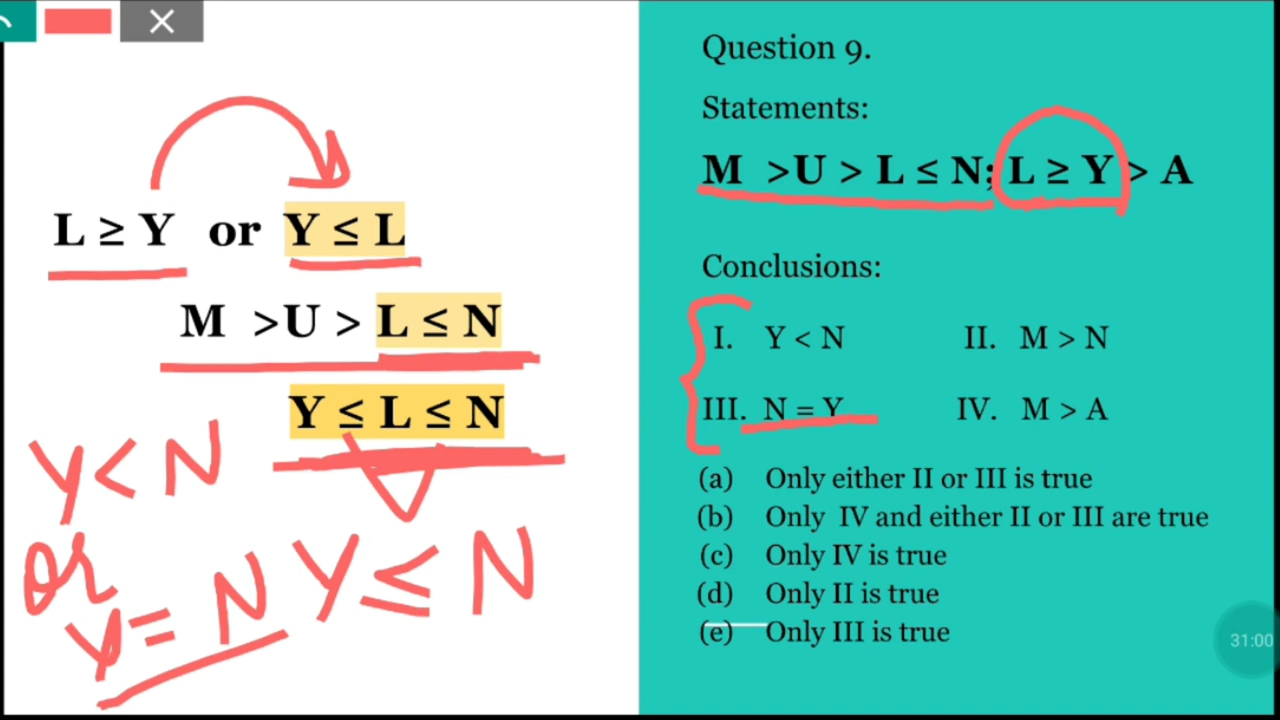 L ≥ Y or Y ≤ L
M >U > L ≤ N
Y ≤ L ≤ N
Y < N
or
Y = N
Y ≤ N
Question 9.
Statements:
M >U > L ≤ N; L ≥ Y > A
Conclusions:
I. Y < N II. M > N
III. N = Y IV. M > A
(a) Only either II or III is true
(b) Only IV and either II or III are true
(c) Only IV is true
(d) Only II is true
(e) Only III is true
31:00